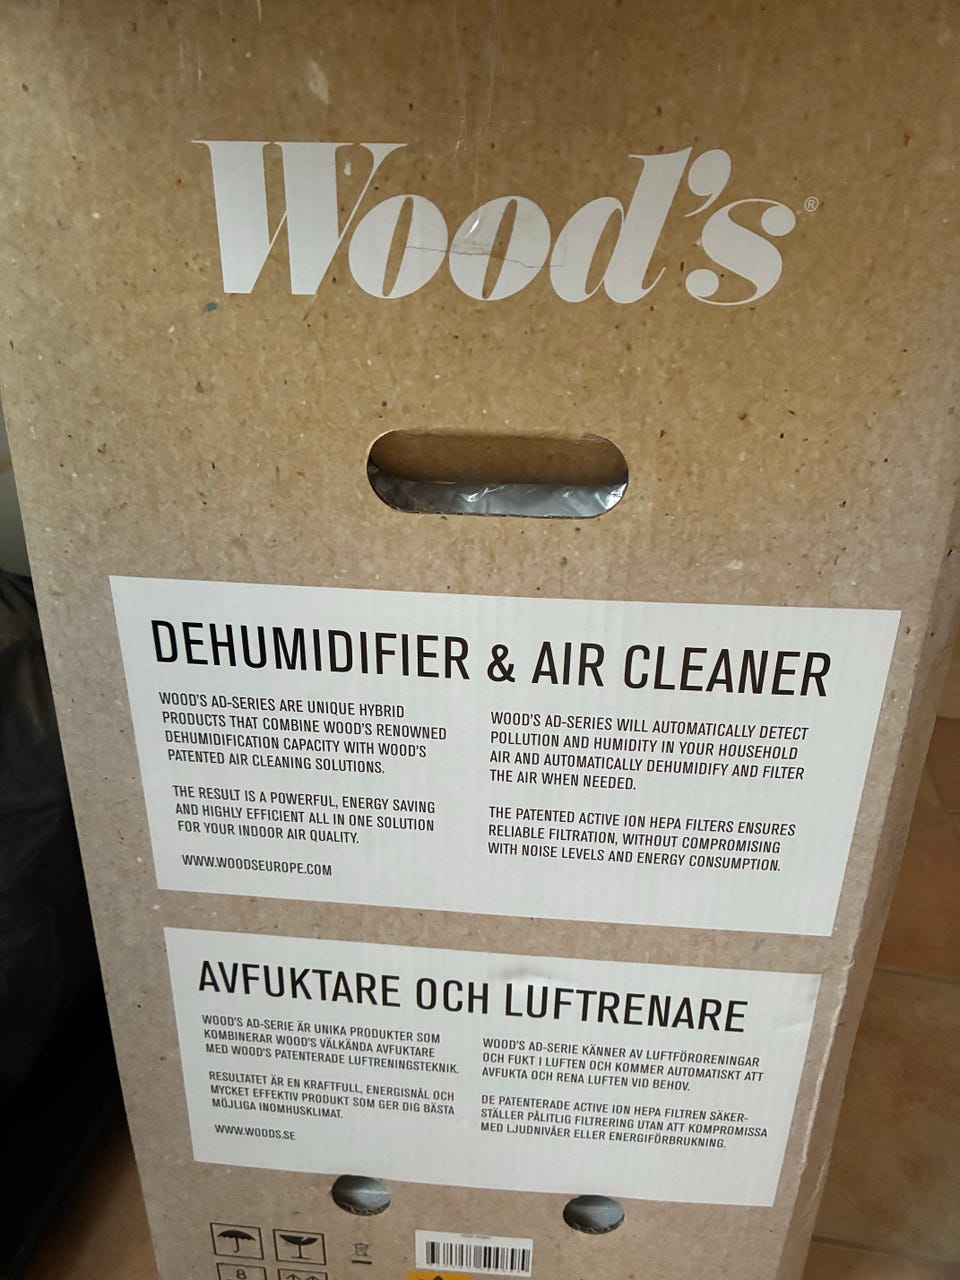 Wood's®
DEHUMIDIFIER & AIR CLEANER
WOOD'S AD-SERIES ARE UNIQUE HYBRID
PRODUCTS THAT COMBINE WOOD'S RENOWNED
DEHUMIDIFICATION CAPACITY WITH WOOD'S
PATENTED AIR CLEANING SOLUTIONS.
THE RESULT IS A POWERFUL, ENERGY SAVING
AND HIGHLY EFFICIENT ALL IN ONE SOLUTION
FOR YOUR INDOOR AIR QUALITY.
WWW.WOODSEUROPE.COM
WOOD'S AD-SERIES WILL AUTOMATICALLY DETECT
POLLUTION AND HUMIDITY IN YOUR HOUSEHOLD
AIR AND AUTOMATICALLY DEHUMIDIFY AND FILTER
THE AIR WHEN NEEDED.
THE PATENTED ACTIVE ION HEPA FILTERS ENSURES
RELIABLE FILTRATION, WITHOUT COMPROMISING
WITH NOISE LEVELS AND ENERGY CONSUMPTION.
AVFUKTARE OCH LUFTRENARE
WOOD'S AD-SERIE ÄR UNIKA PRODUKTER SOM
KOMBINERAR WOOD'S VÄLKÄNDA AVFUKTARE
MED WOOD'S PATENTERADE LUFTRENINGSTEKNIK.
RESULTATET ÄR EN KRAFTFULL, ENERGISNÅL OCH
MYCKET EFFEKTIV PRODUKT SOM GER DIG BÄSTA
MÖJLIGA INOMHUSKLIMAT.
WWW.WOODS.SE
WOOD'S AD-SERIE KÄNNER AV LUFTFÖRORENINGAR
OCH FUKT I LUFTEN OCH KOMMER AUTOMATISKT ATT
AVFUKTA OCH RENA LUFTEN VID BEHOV.
DE PATENTERADE ACTIVE ION HEPA FILTREN SÄKER-
STÄLLER PÅLITLIG FILTRERING UTAN ATT KOMPROMISSA
MED LJUDNIVÅER ELLER ENERGIFÖRBRUKNING.
8